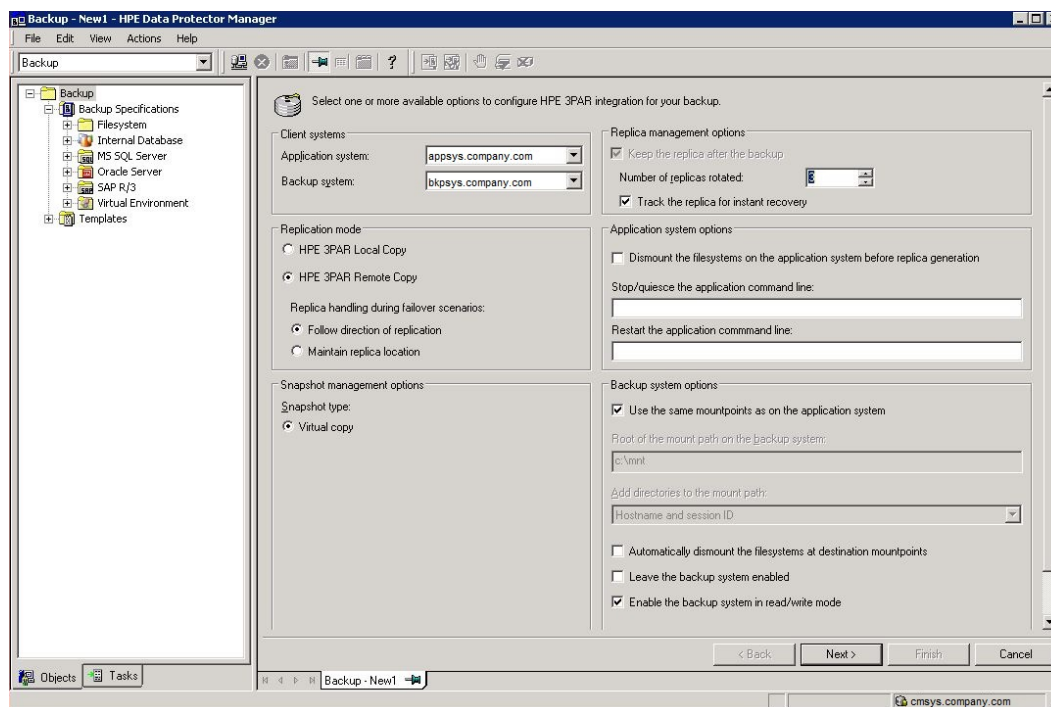 Backup - New1 - HPE Data Protector Manager
File Edit View Actions Help
Backup
Backup
Backup Specifications
Filesystem
Internal Database
MS SQL Server
Oracle Server
SAP R/3
Virtual Environment
Templates
Objects Tasks
Select one or more available options to configure HPE 3PAR integration for your backup.
Client systems
Application system: appsys.company.com
Backup system: bkpsys.company.com
Replication mode
HPE 3PAR Local Copy
HPE 3PAR Remote Copy
Replica handling during failover scenarios:
Follow direction of replication
Maintain replica location
Snapshot management options
Snapshot type:
Virtual copy
Replica management options
Keep the replica after the backup
Number of replicas rotated: 3
Track the replica for instant recovery
Application system options
Dismount the filesystems on the application system before replica generation
Stop/quiesce the application command line:
Restart the application commmand line:
Backup system options
Use the same mountpoints as on the application system
Root of the mount path on the backup system:
c:\mnt
Add directories to the mount path:
Hostname and session ID
Automatically dismount the filesystems at destination mountpoints
Leave the backup system enabled
Enable the backup system in read/write mode
< Back Next > Finish Cancel
Backup - New1
cmsys.company.com